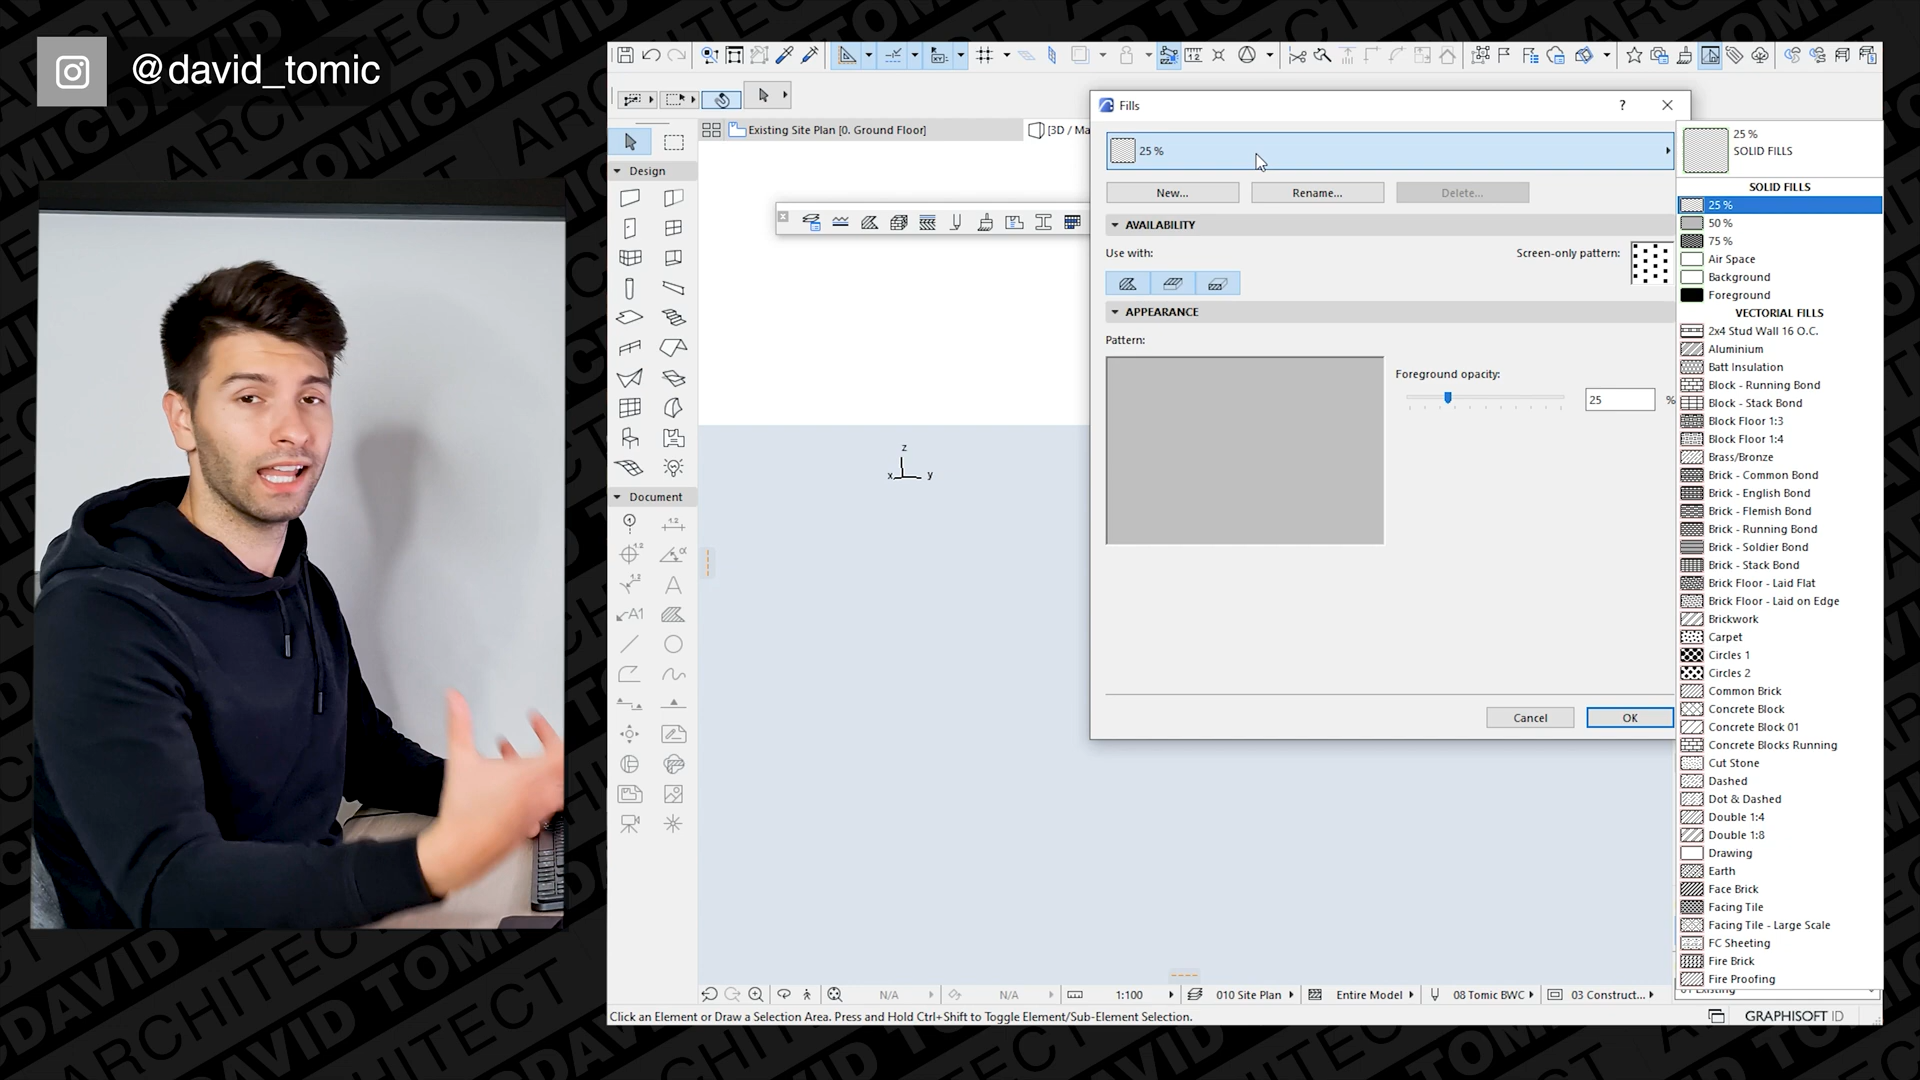 @david_tomic
Existing Site Plan [0. Ground Floor]
[3D / Ma
Design
Document
Fills
?
25 %
New...
Rename...
Delete...
AVAILABILITY
Use with:
Screen-only pattern:
APPEARANCE
Pattern:
Foreground opacity:
25
%
Cancel
OK
z
x
y
25 %
SOLID FILLS
SOLID FILLS
25 %
50 %
75 %
Air Space
Background
Foreground
VECTORIAL FILLS
2x4 Stud Wall 16 O.C.
Aluminium
Batt Insulation
Block - Running Bond
Block - Stack Bond
Block Floor 1:3
Block Floor 1:4
Brass/Bronze
Brick - Common Bond
Brick - English Bond
Brick - Flemish Bond
Brick - Running Bond
Brick - Soldier Bond
Brick - Stack Bond
Brick Floor - Laid Flat
Brick Floor - Laid on Edge
Brickwork
Carpet
Circles 1
Circles 2
Common Brick
Concrete Block
Concrete Block 01
Concrete Blocks Running
Cut Stone
Dashed
Dot & Dashed
Double 1:4
Double 1:8
Drawing
Earth
Face Brick
Facing Tile
Facing Tile - Large Scale
FC Sheeting
Fire Brick
Fire Proofing
N/A
N/A
1:100
010 Site Plan
Entire Model
08 Tomic BWC
03 Construct...
Click an Element or Draw a Selection Area. Press and Hold Ctrl+Shift to Toggle Element/Sub-Element Selection.
GRAPHISOFT ID